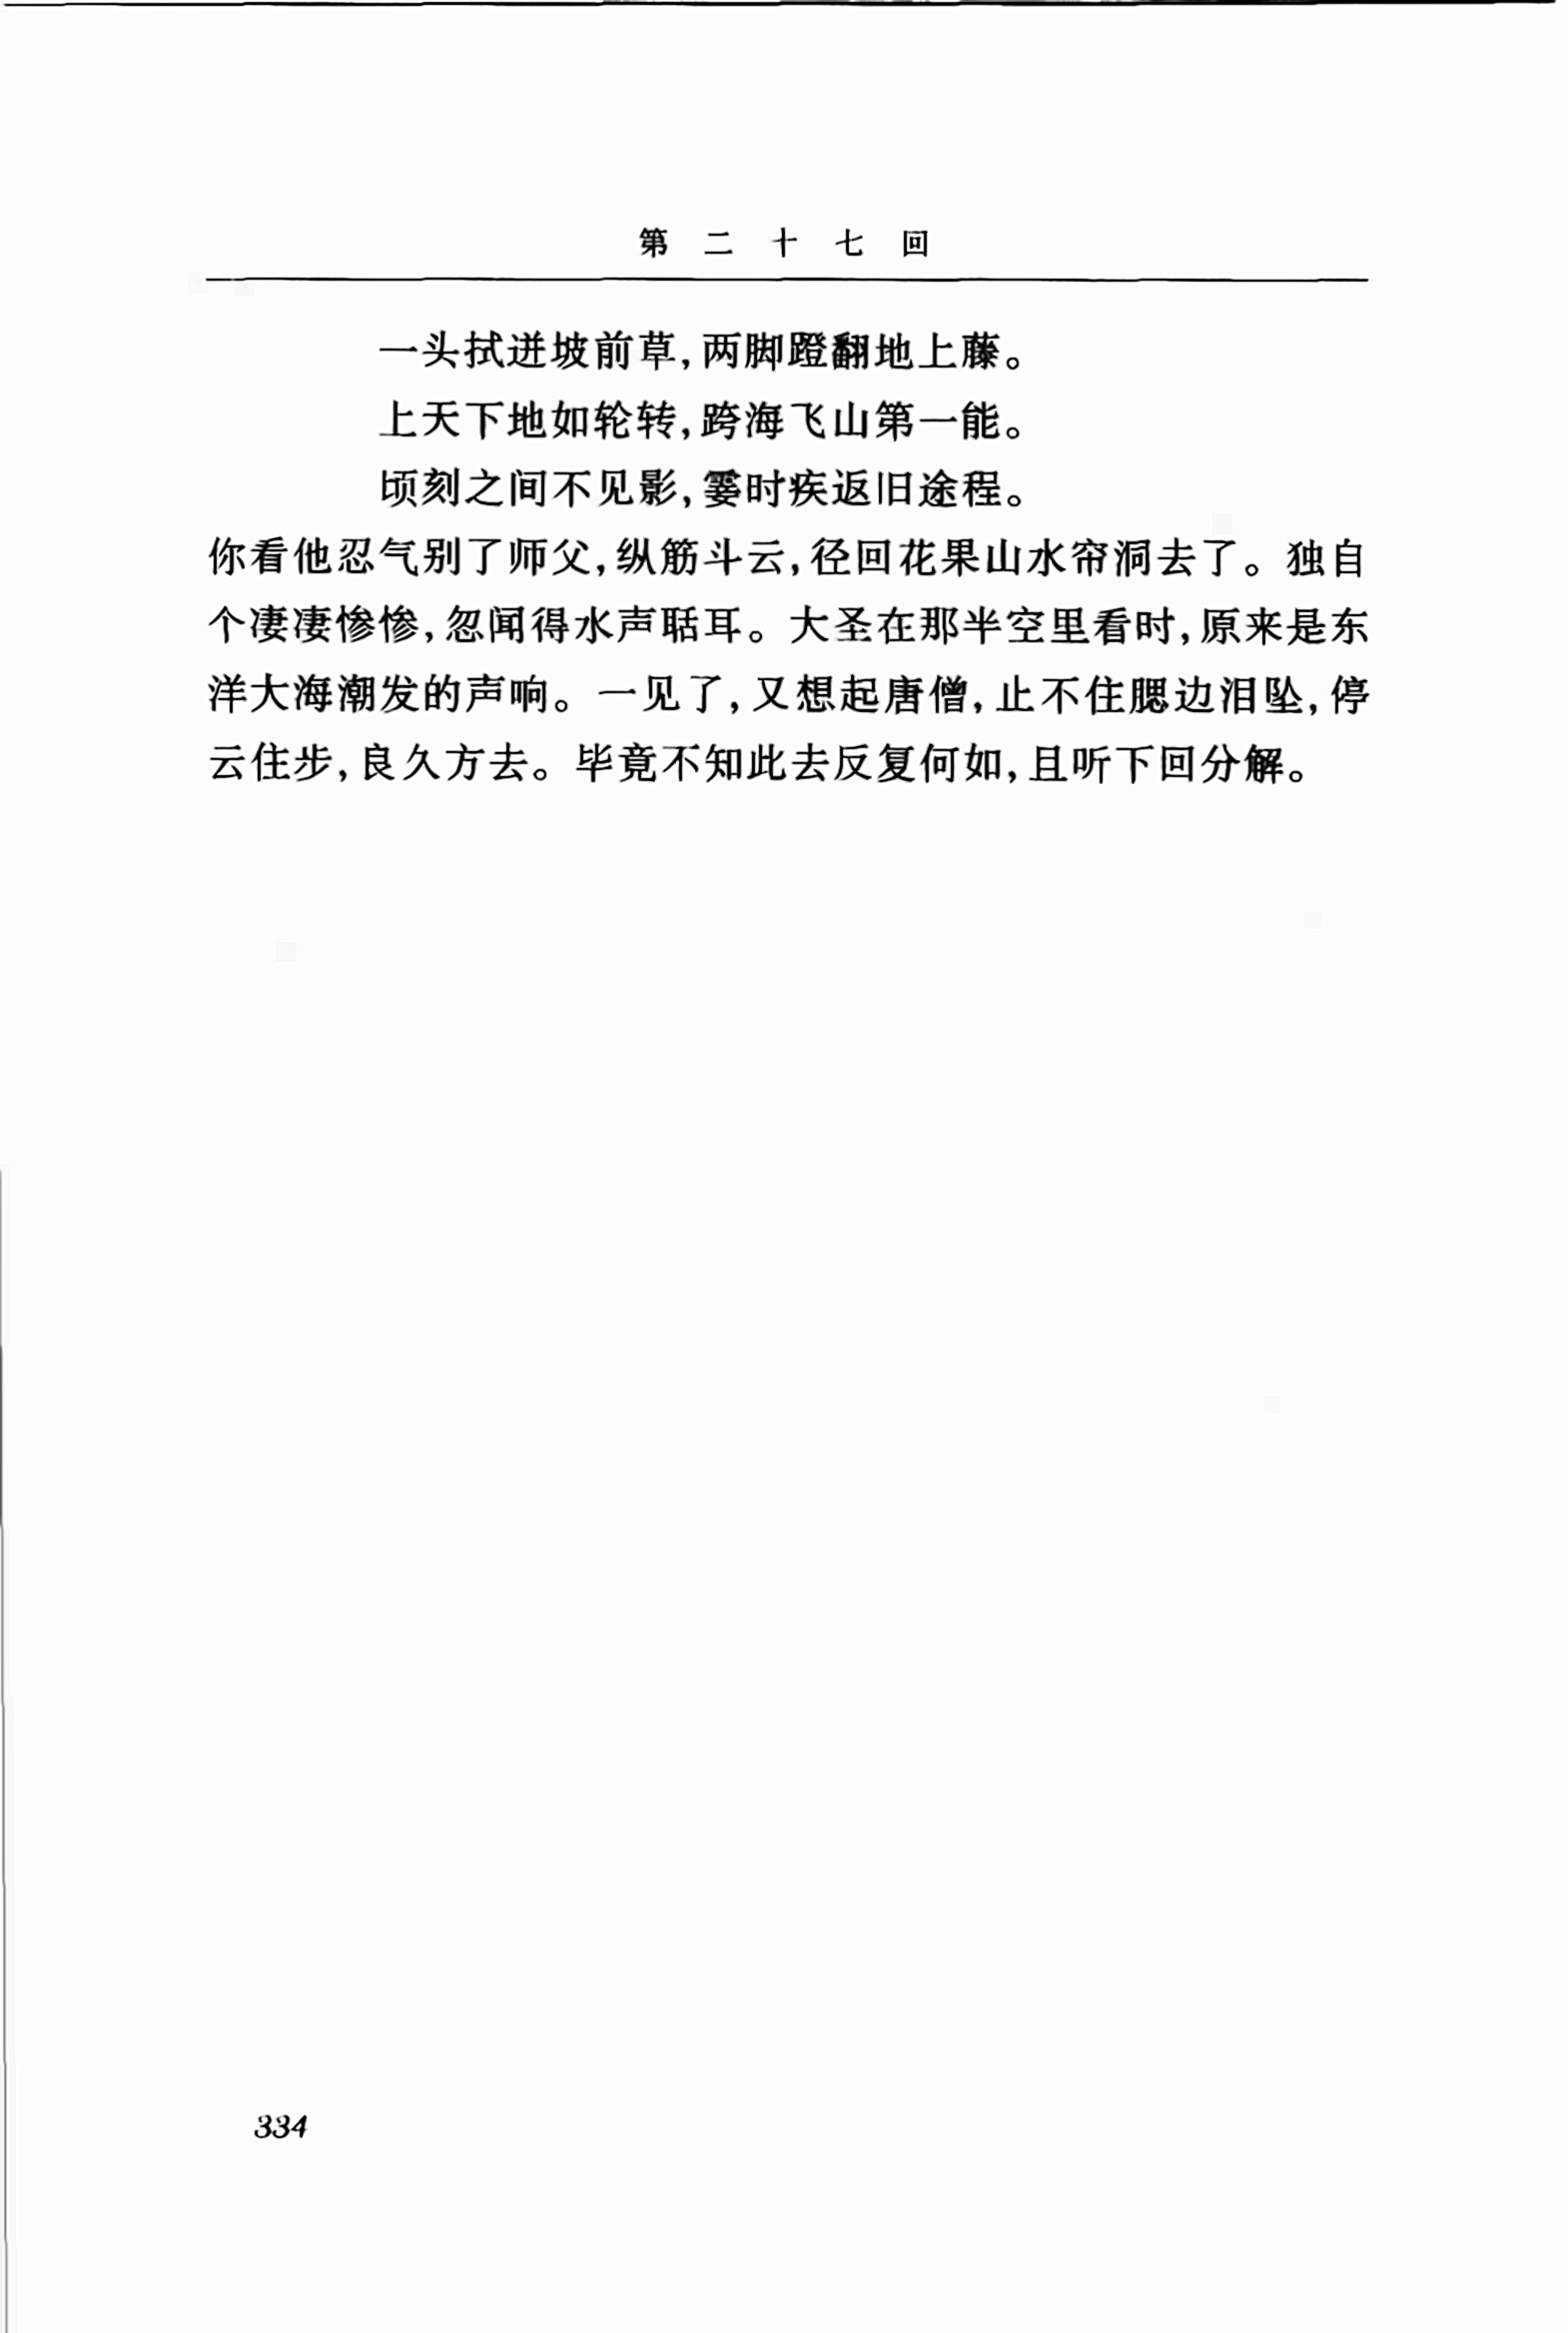 第二十七回
一头拭迸坡前草,两脚蹬翻地上藤。
上天下地如轮转,跨海飞山第一能。
顷刻之间不见影,霎时疾返旧途程。
你看他忍气别了师父,纵筋斗云,径回花果山水帘洞去了。独自
个凄凄惨惨,忽闻得水声聒耳。大圣在那半空里看时,原来是东
洋大海潮发的声响。一见了,又想起唐僧,止不住腮边泪坠,停
云住步,良久方去。毕竟不知此去反复何如,且听下回分解。
334